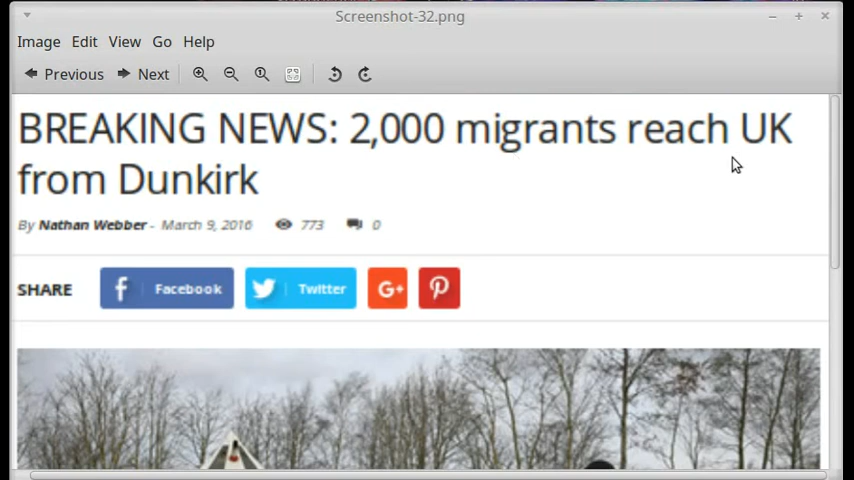 Screenshot-32.png
Image Edit View Go Help
Previous Next
BREAKING NEWS: 2,000 migrants reach UK
from Dunkirk
By Nathan Webber - March 9, 2016 773 0
SHARE Facebook Twitter G+